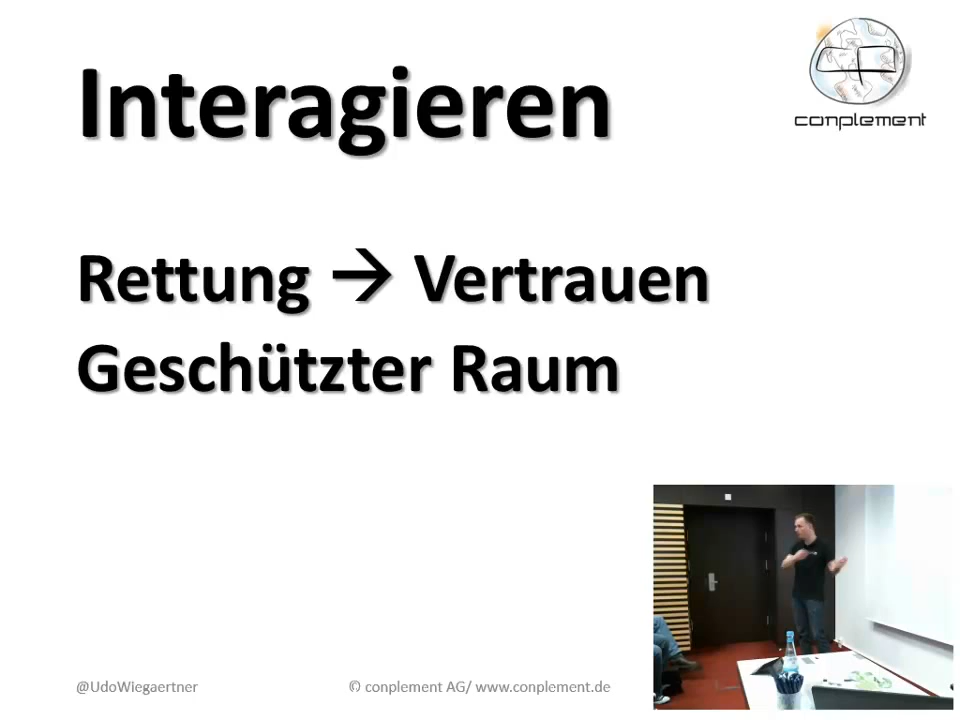 Interagieren
conplement
Rettung → Vertrauen
Geschützter Raum
@UdoWiegaertner
© conplement AG/ www.conplement.de